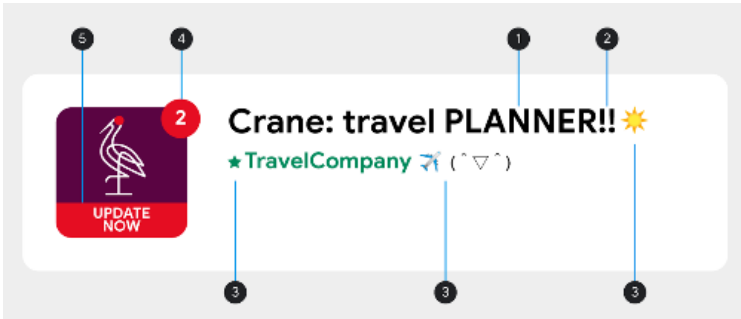 5 4 1 2
2
Crane: travel PLANNER!!☀️
★TravelCompany ✈️ (＾▽＾)
UPDATE
NOW
3 3 3